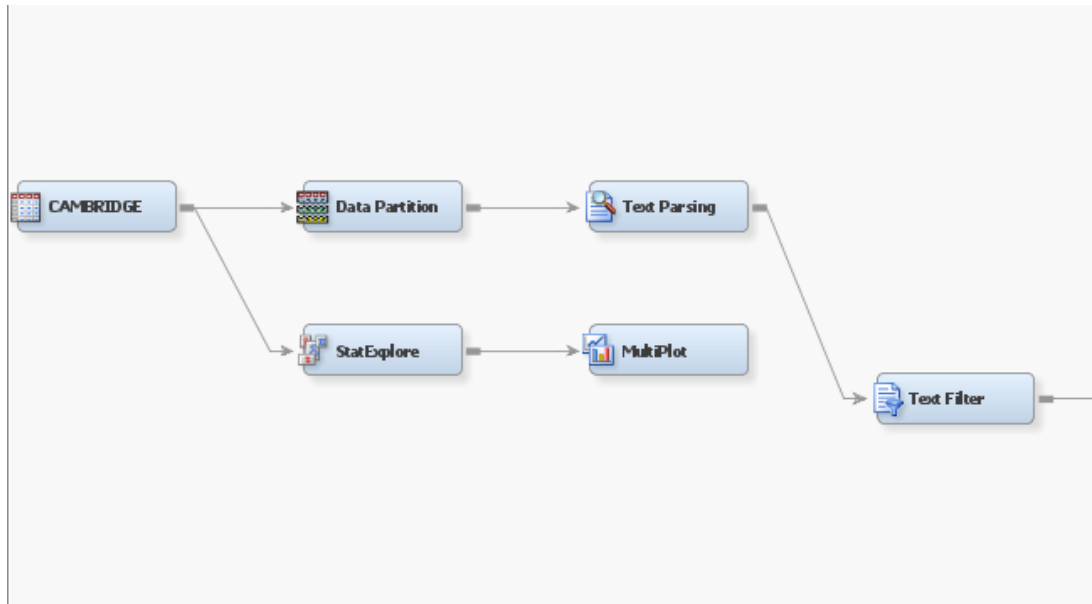 CAMBRIDGE
Data Partition
Text Parsing
StatExplore
MultiPlot
Text Filter